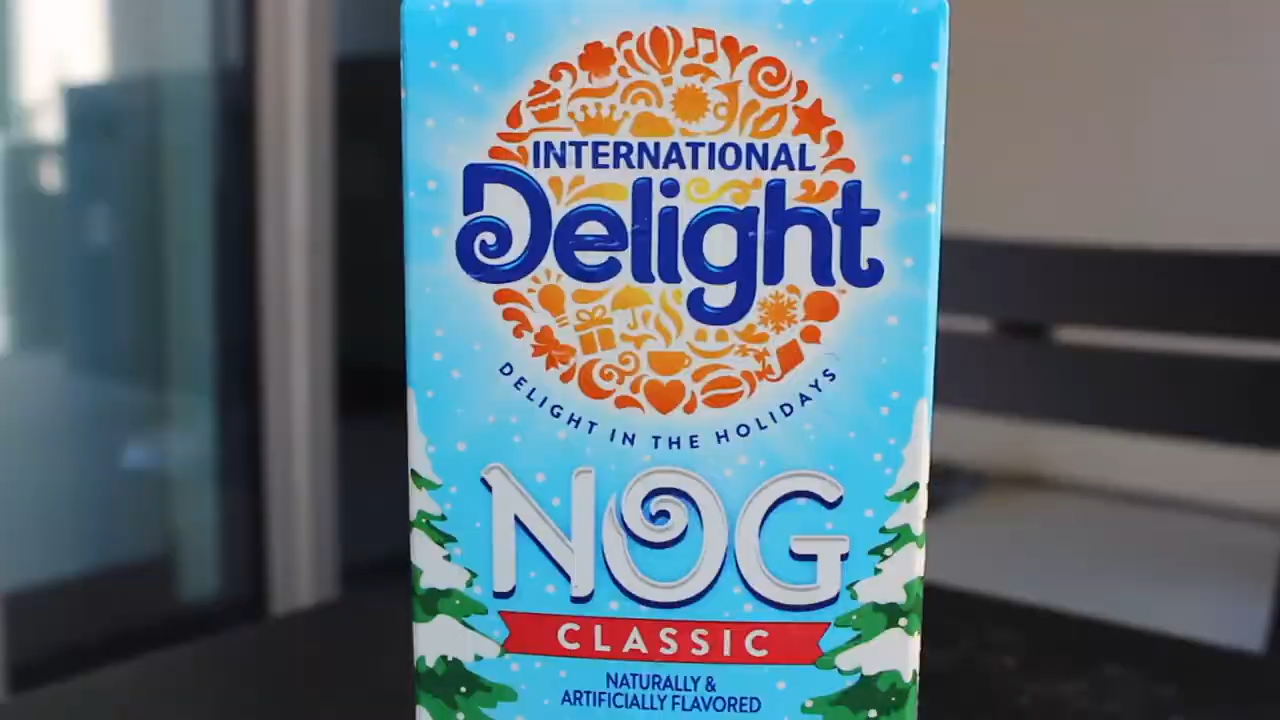 INTERNATIONAL
Delight
DELIGHT IN THE HOLIDAYS
NOG
CLASSIC
NATURALLY &
ARTIFICIALLY FLAVORED